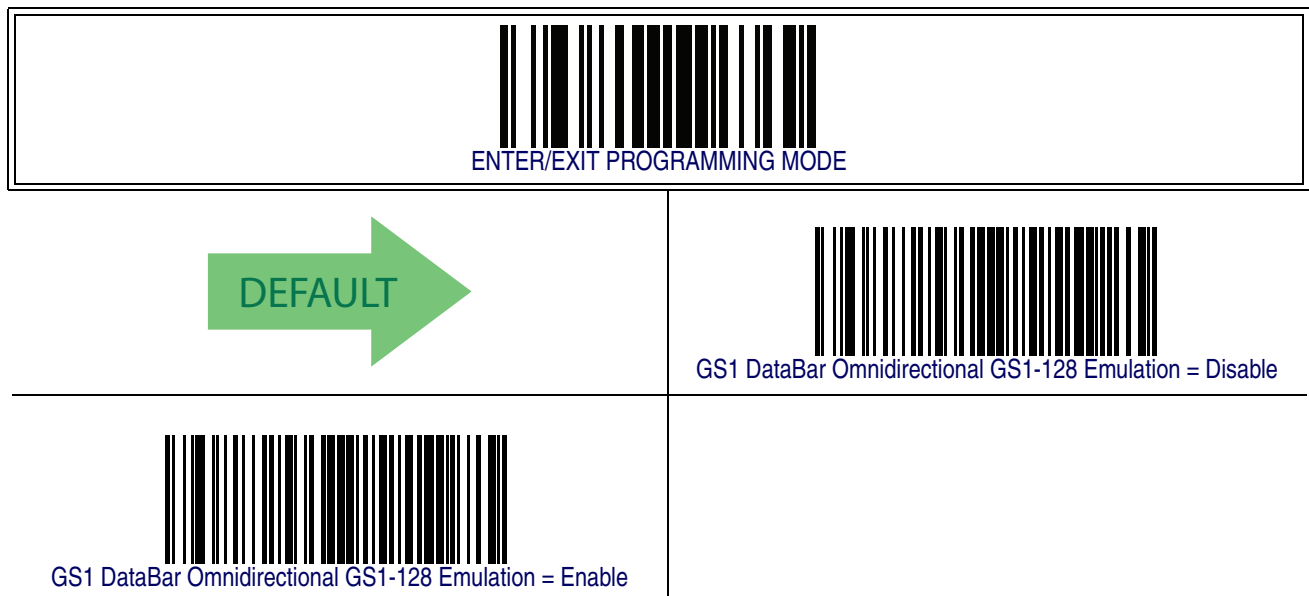 ENTER/EXIT PROGRAMMING MODE
DEFAULT
GS1 DataBar Omnidirectional GS1-128 Emulation = Disable
GS1 DataBar Omnidirectional GS1-128 Emulation = Enable